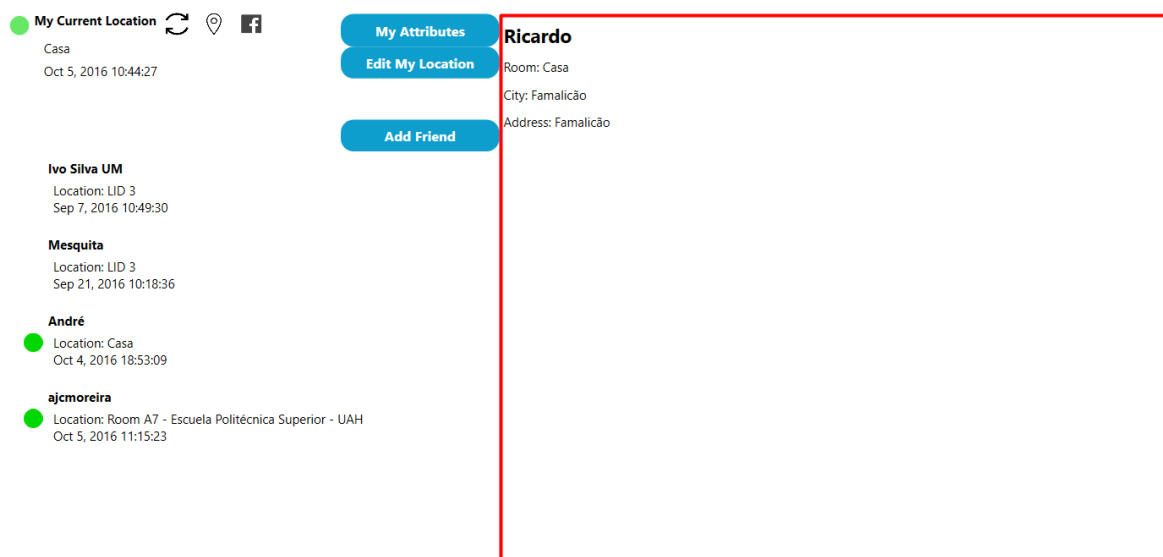 My Current Location
Casa
Oct 5, 2016 10:44:27
My Attributes
Edit My Location
Add Friend
Ivo Silva UM
Location: LID 3
Sep 7, 2016 10:49:30
Mesquita
Location: LID 3
Sep 21, 2016 10:18:36
André
Location: Casa
Oct 4, 2016 18:53:09
ajcmoreira
Location: Room A7 - Escuela Politécnica Superior - UAH
Oct 5, 2016 11:15:23
Ricardo
Room: Casa
City: Famalicão
Address: Famalicão